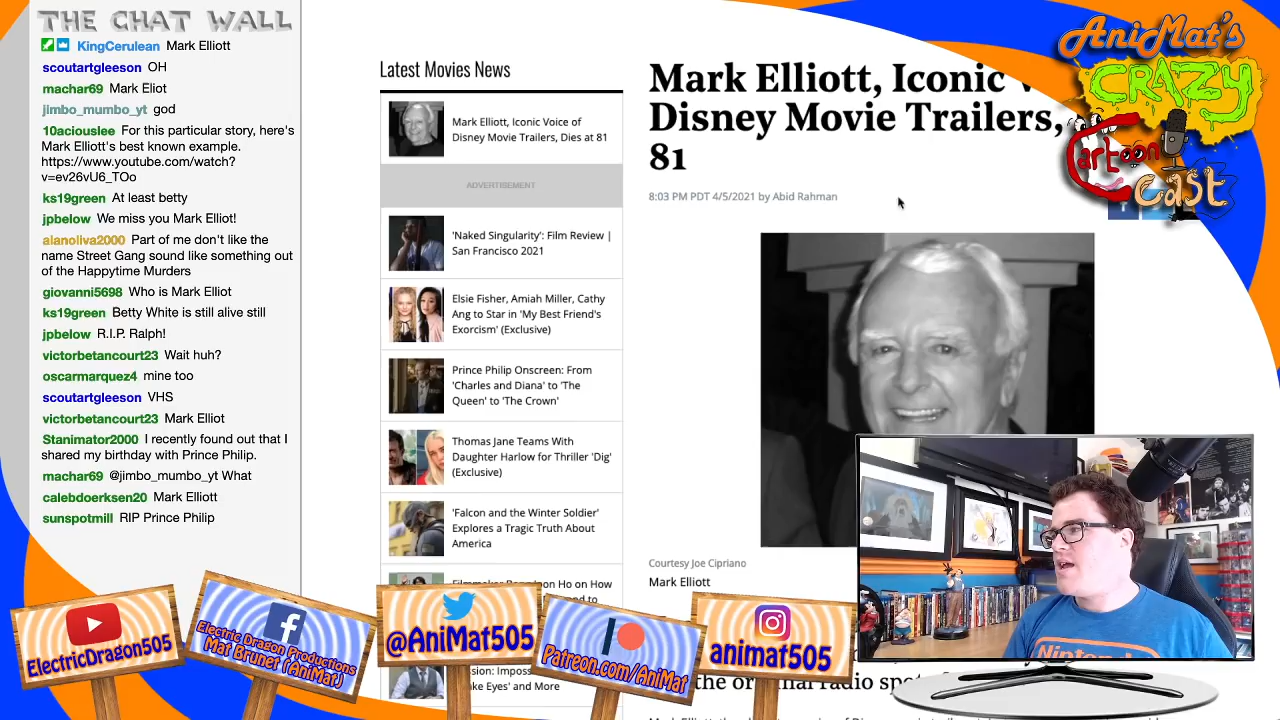 THE CHAT WALL
KingCerulean Mark Elliott
scoutartgleeson OH
machar69 Mark Eliot
jimbo_mumbo_yt god
10aciouslee For this particular story, here's
Mark Elliott's best known example.
https://www.youtube.com/watch?
v=ev26vU6_TOo
ks19green At least betty
jpbelow We miss you Mark Elliot!
alanoliva2000 Part of me don't like the
name Street Gang sound like something out
of the Happytime Murders
giovanni5698 Who is Mark Elliot
ks19green Betty White is still alive still
jpbelow R.I.P. Ralph!
victorbetancourt23 Wait huh?
oscarmarquez4 mine too
scoutartgleeson VHS
victorbetancourt23 Mark Elliot
Stanimator2000 I recently found out that I
shared my birthday with Prince Philip.
machar69 @jimbo_mumbo_yt What
calebdoerksen20 Mark Elliott
sunspotmill RIP Prince Philip
Latest Movies News
Mark Elliott, Iconic Voice of
Disney Movie Trailers, Dies at 81
ADVERTISEMENT
'Naked Singularity': Film Review |
San Francisco 2021
Elsie Fisher, Amiah Miller, Cathy
Ang to Star in 'My Best Friend's
Exorcism' (Exclusive)
Prince Philip Onscreen: From
'Charles and Diana' to 'The
Queen' to 'The Crown'
Thomas Jane Teams With
Daughter Harlow for Thriller 'Dig'
(Exclusive)
'Falcon and the Winter Soldier'
Explores a Tragic Truth About
America
Ho on How
to
and More
Mark Elliott, Iconic
Disney Movie Trailers,
81
8:03 PM PDT 4/5/2021 by Abid Rahman
Courtesy Joe Cipriano
Mark Elliott
radio
AniMat's
CRAZY
Cartoon
Cast
Nintendo
ElectricDragon505
Electric Dragon Productions
Mat Brunet (AniMat)
@AniMat505
Patreon.com/AniMat
animat505